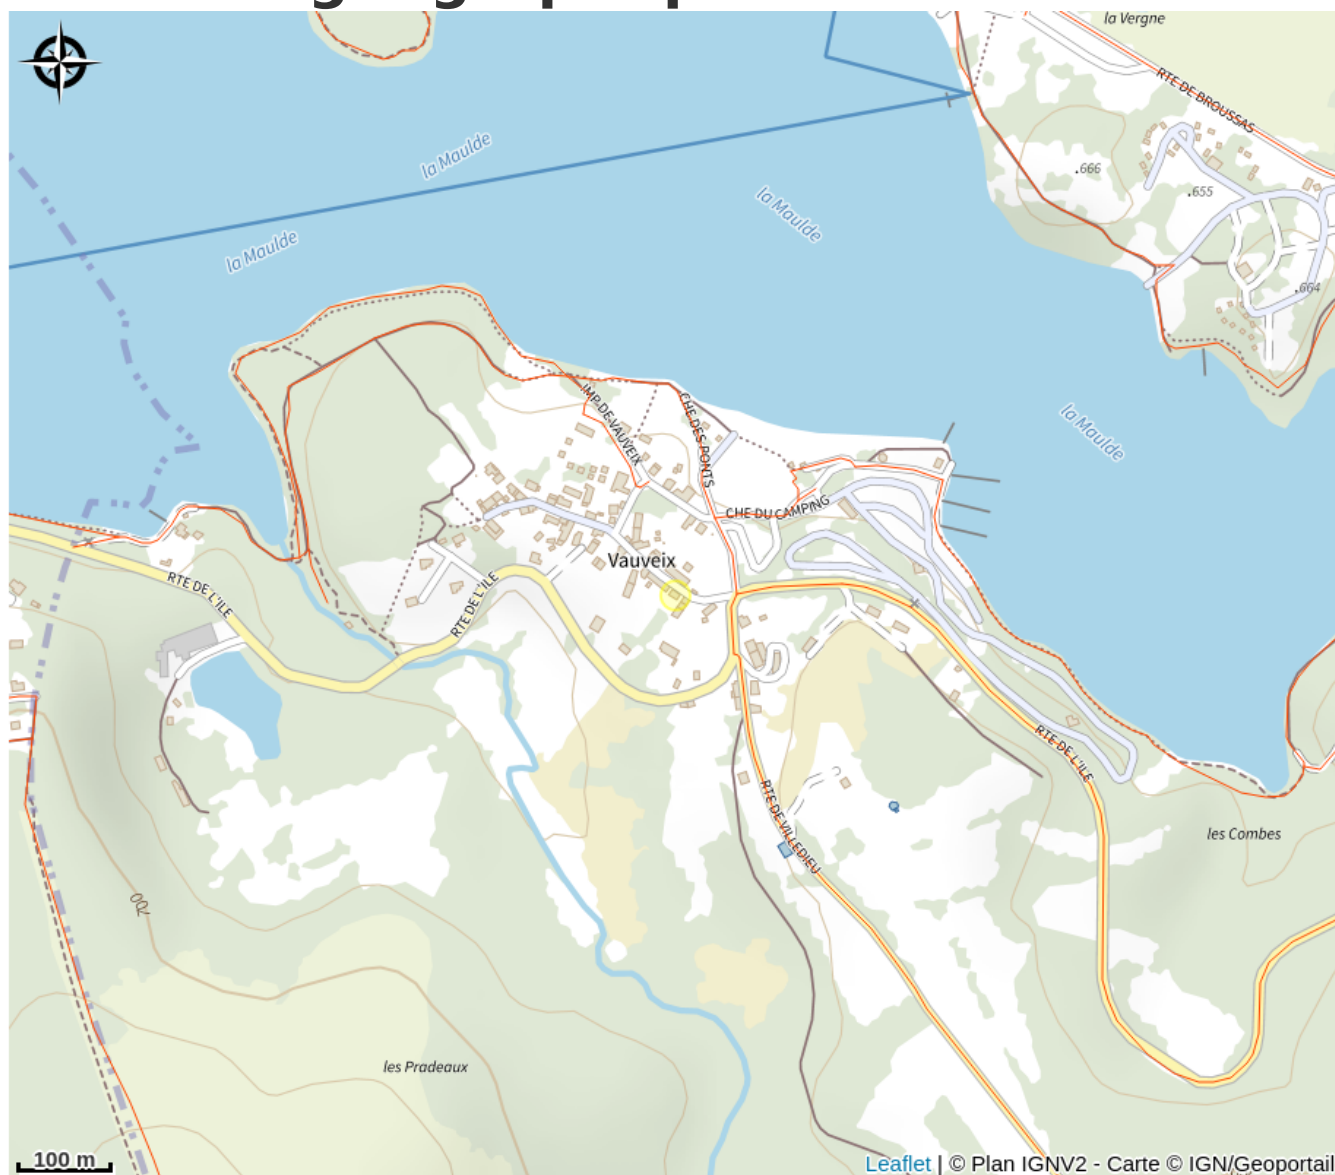 la Vergne
RTE DE BROUSSAS
la Maulde
.666
.655
la Maulde
la Maulde
.664
IMP DE VAUVEIX
CHE DES PONTS
la Maulde
CHE DU CAMPING
Vauveix
RTE DE L'ILE
RTE DE L'ILE
RTE DE L'ILE
RTE DE VILLEDIEU
les Combes
700
les Pradeaux
100 m
Leaflet | © Plan IGNV2 - Carte © IGN/Geoportail